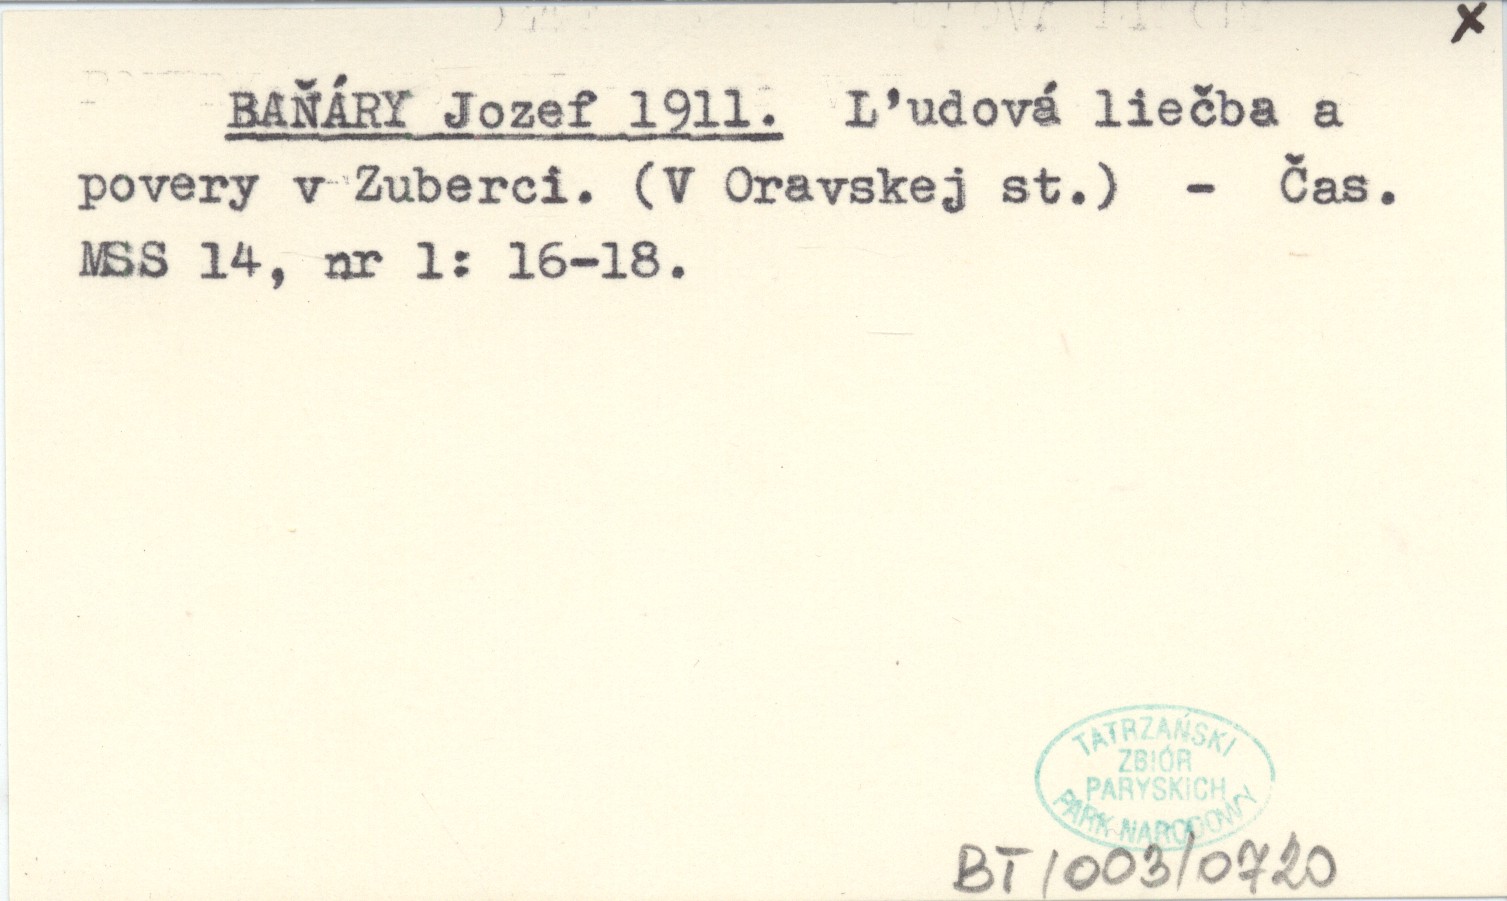 x
BAŇÁRY Jozef 1911. L'udová liečba a
povery v Zuberci. (V Oravskej st.) - Čas.
MSS 14, nr 1: 16-18.
TATRZAŃSKI
ZBIÓR
PARYSKICH
PARK NARODOWY
BT/003/0720